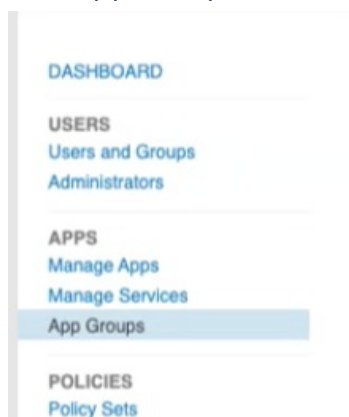 DASHBOARD
USERS
Users and Groups
Administrators
APPS
Manage Apps
Manage Services
App Groups
POLICIES
Policy Sets